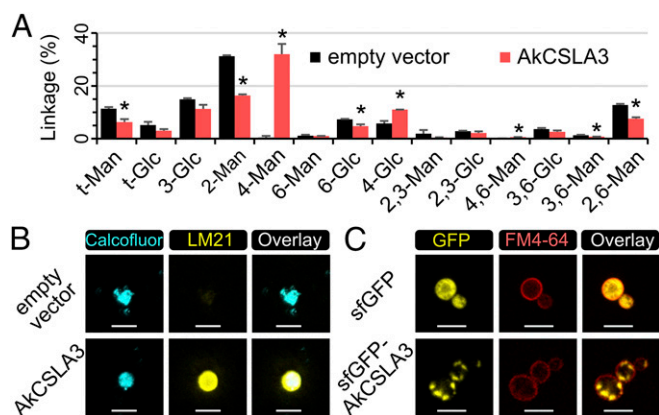 A
Linkage (%)
40
20
0
empty vector
AkCSLA3
* * * * * * * * *
t-Man
t-Glc
3-Glc
2-Man
4-Man
6-Man
6-Glc
4-Glc
2,3-Man
2,3-Glc
4,6-Man
3,6-Glc
3,6-Man
2,6-Man
B
Calcofluor LM21 Overlay
empty
vector
AkCSLA3
C
GFP FM4-64 Overlay
sfGFP
sfGFP-
AkCSLA3